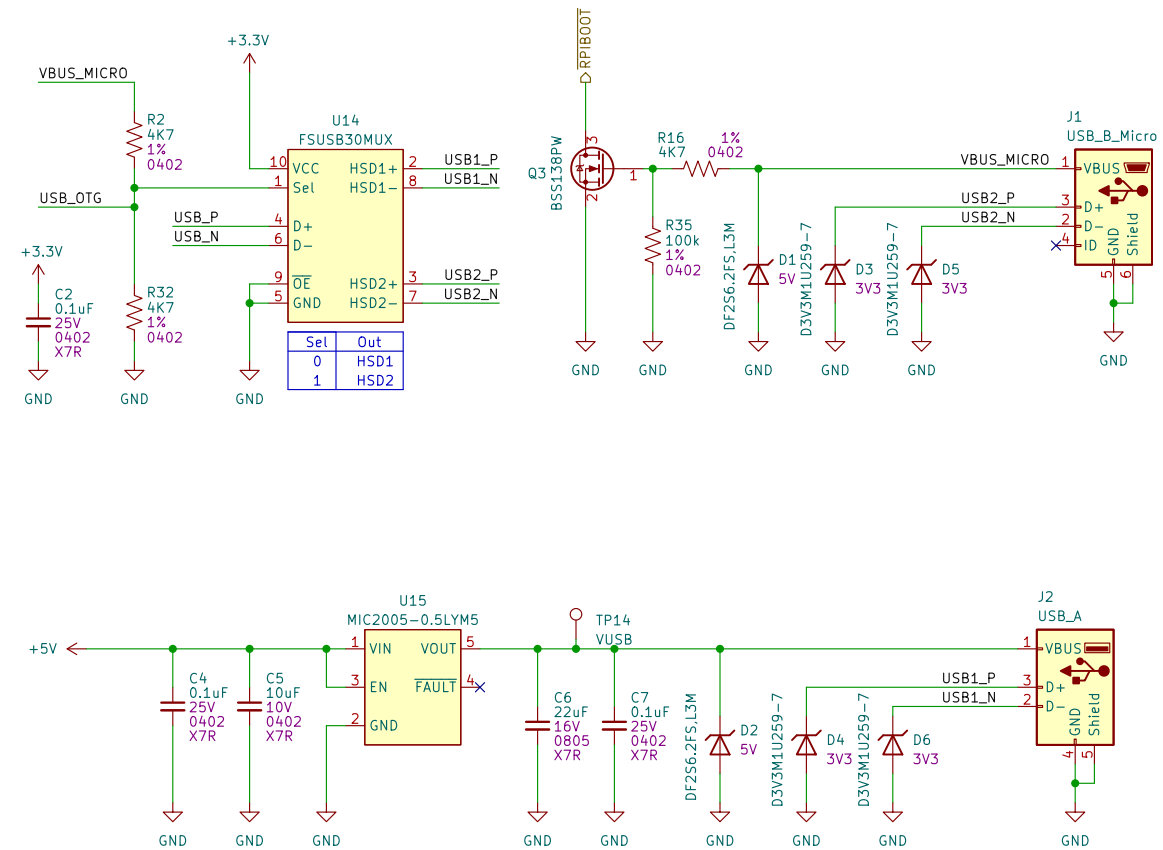 +3.3V
VBUS_MICRO
R2
4K7
1%
0402
USB_OTG
USB_P
USB_N
+3.3V
C2
0.1uF
25V
0402
X7R
GND
R32
4K7
1%
0402
GND
GND
U14
FSUSB30MUX
10 VCC HSD1+ 2 USB1_P
1 Sel HSD1- 8 USB1_N
4 D+
6 D-
9 OE HSD2+ 3 USB2_P
5 GND HSD2- 7 USB2_N
Sel Out
0 HSD1
1 HSD2
RPIBOOT
Q3
BSS138PW
3
1
2
GND
R16
4K7
1%
0402
R35
100k
1%
0402
GND
DF2S6.2FS,L3M
D1
5V
GND
D3V3M1U259-7
D3
3V3
GND
D3V3M1U259-7
D5
3V3
GND
J1
USB_B_Micro
VBUS_MICRO 1 VBUS
USB2_P 3 D+
USB2_N 2 D-
4 ID
GND
Shield
5 6
GND
+5V
C4
0.1uF
25V
0402
X7R
GND
C5
10uF
10V
0402
X7R
GND
GND
U15
MIC2005-0.5LYM5
1 VIN VOUT 5
3 EN FAULT 4
2 GND
TP14
VUSB
C6
22uF
16V
0805
X7R
GND
C7
0.1uF
25V
0402
X7R
GND
DF2S6.2FS,L3M
D2
5V
GND
D3V3M1U259-7
D4
3V3
GND
D3V3M1U259-7
D6
3V3
GND
J2
USB_A
1 VBUS
USB1_P 3 D+
USB1_N 2 D-
GND
Shield
4 5
GND